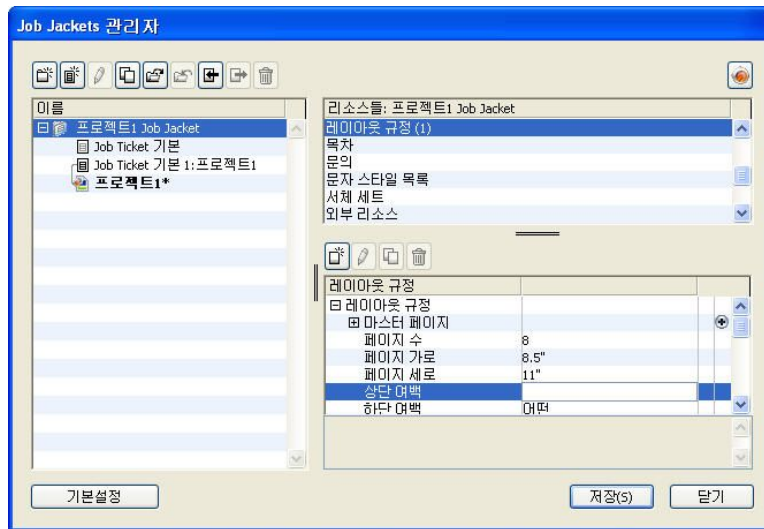 Job Jackets 관리자
이름
프로젝트1 Job Jacket
Job Ticket 기본
Job Ticket 기본 1:프로젝트1
프로젝트1*
리소스들: 프로젝트1 Job Jacket
레이아웃 규정 (1)
목차
문의
문자 스타일 목록
서체 세트
외부 리소스
레이아웃 규정
레이아웃 규정
마스터 페이지
페이지 수 8
페이지 가로 8.5"
페이지 세로 11"
상단 여백
하단 여백 어떤
기본설정
저장(S)
닫기